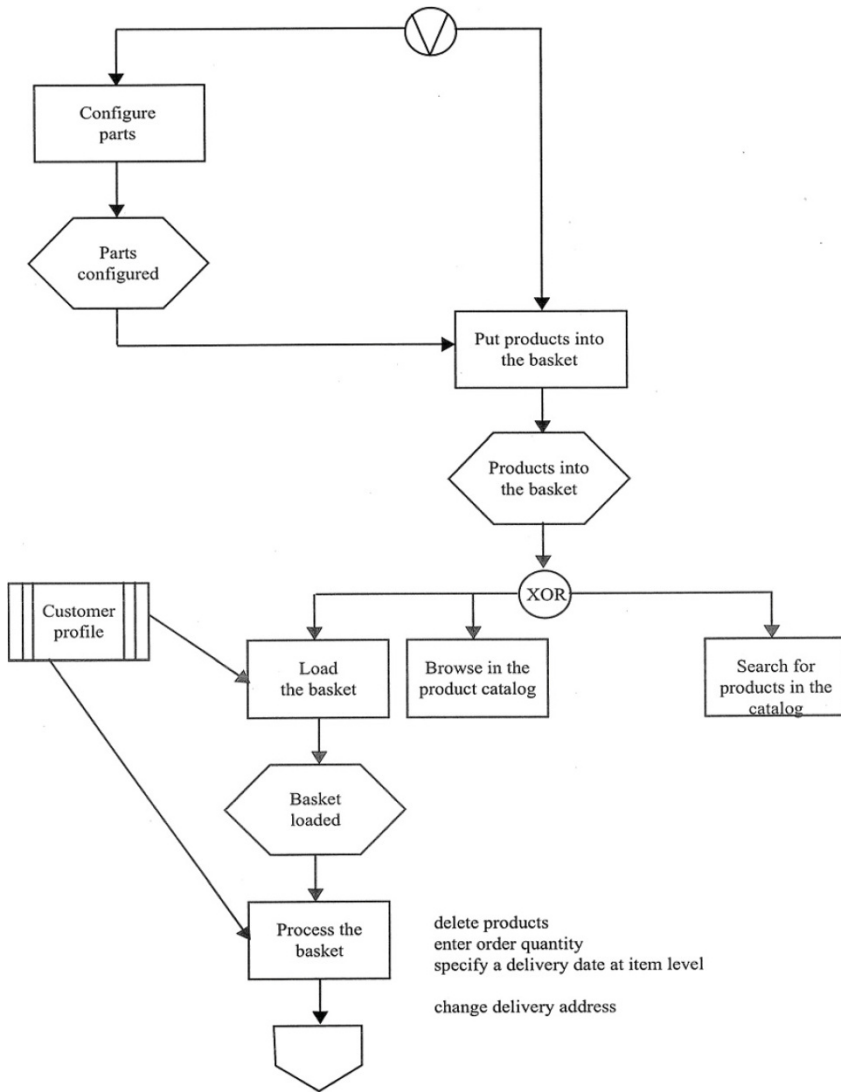 V
Configure
parts
Parts
configured
Put products into
the basket
Products into
the basket
XOR
Customer
profile
Load
the basket
Browse in the
product catalog
Search for
products in the
catalog
Basket
loaded
Process the
basket
delete products
enter order quantity
specify a delivery date at item level
change delivery address